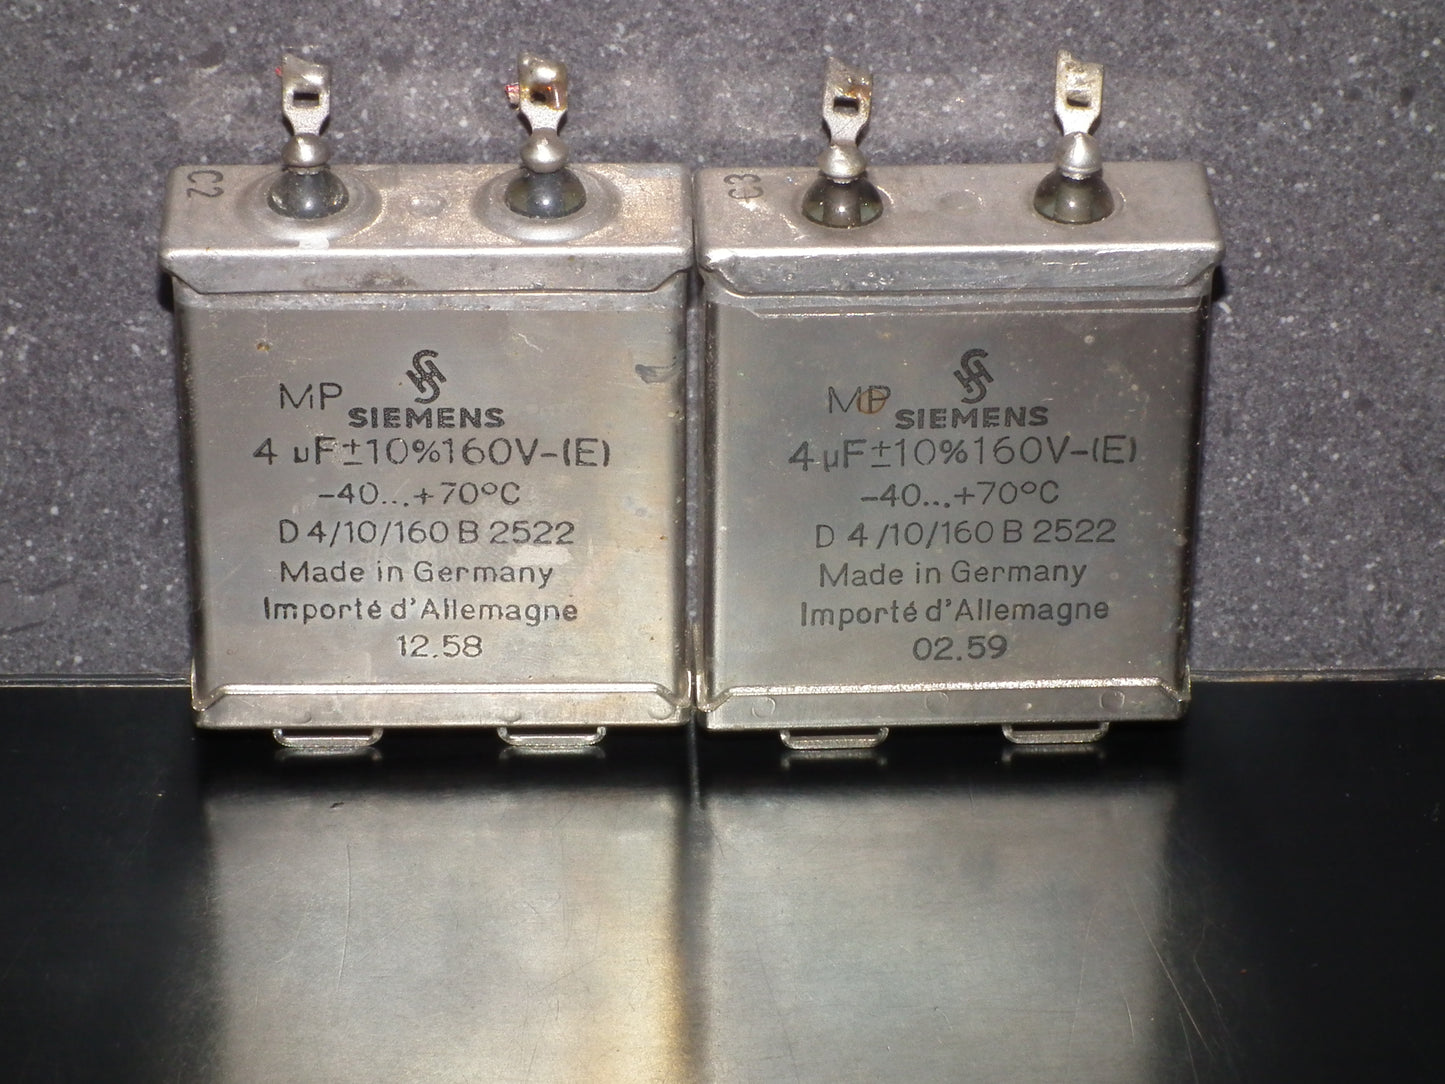 C2
MP
SIEMENS
4 µF±10%160V-(E)
-40...+70°C
D 4/10/160 B 2522
Made in Germany
Importé d'Allemagne
12.58
C3
MP
SIEMENS
4 µF±10%160V-(E)
-40...+70°C
D 4/10/160 B 2522
Made in Germany
Importé d'Allemagne
02.59